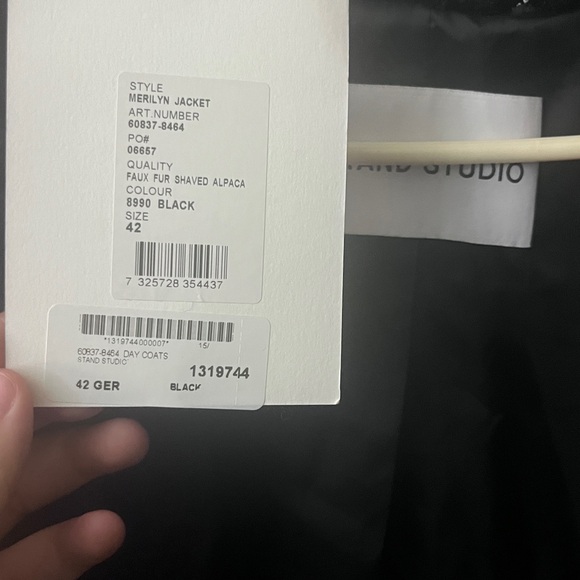 STYLE
MERILYN JACKET
ART.NUMBER
60837-8464
PO#
06657
QUALITY
FAUX FUR SHAVED ALPACA
COLOUR
8990 BLACK
SIZE
42
7 325728 354437
*1319744000007* 15/
60837-8464 DAY COATS
STAND STUDIO
1319744
42 GER BLACK
STUDIO